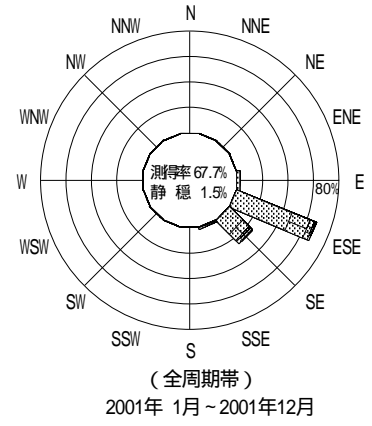 N
NNW NNE
NW NE
WNW ENE
測得率 67.7%
静 穏 1.5%
W 80% E
WSW ESE
SW SE
SSW SSE
S
(全周期帯)
2001年 1月~2001年12月